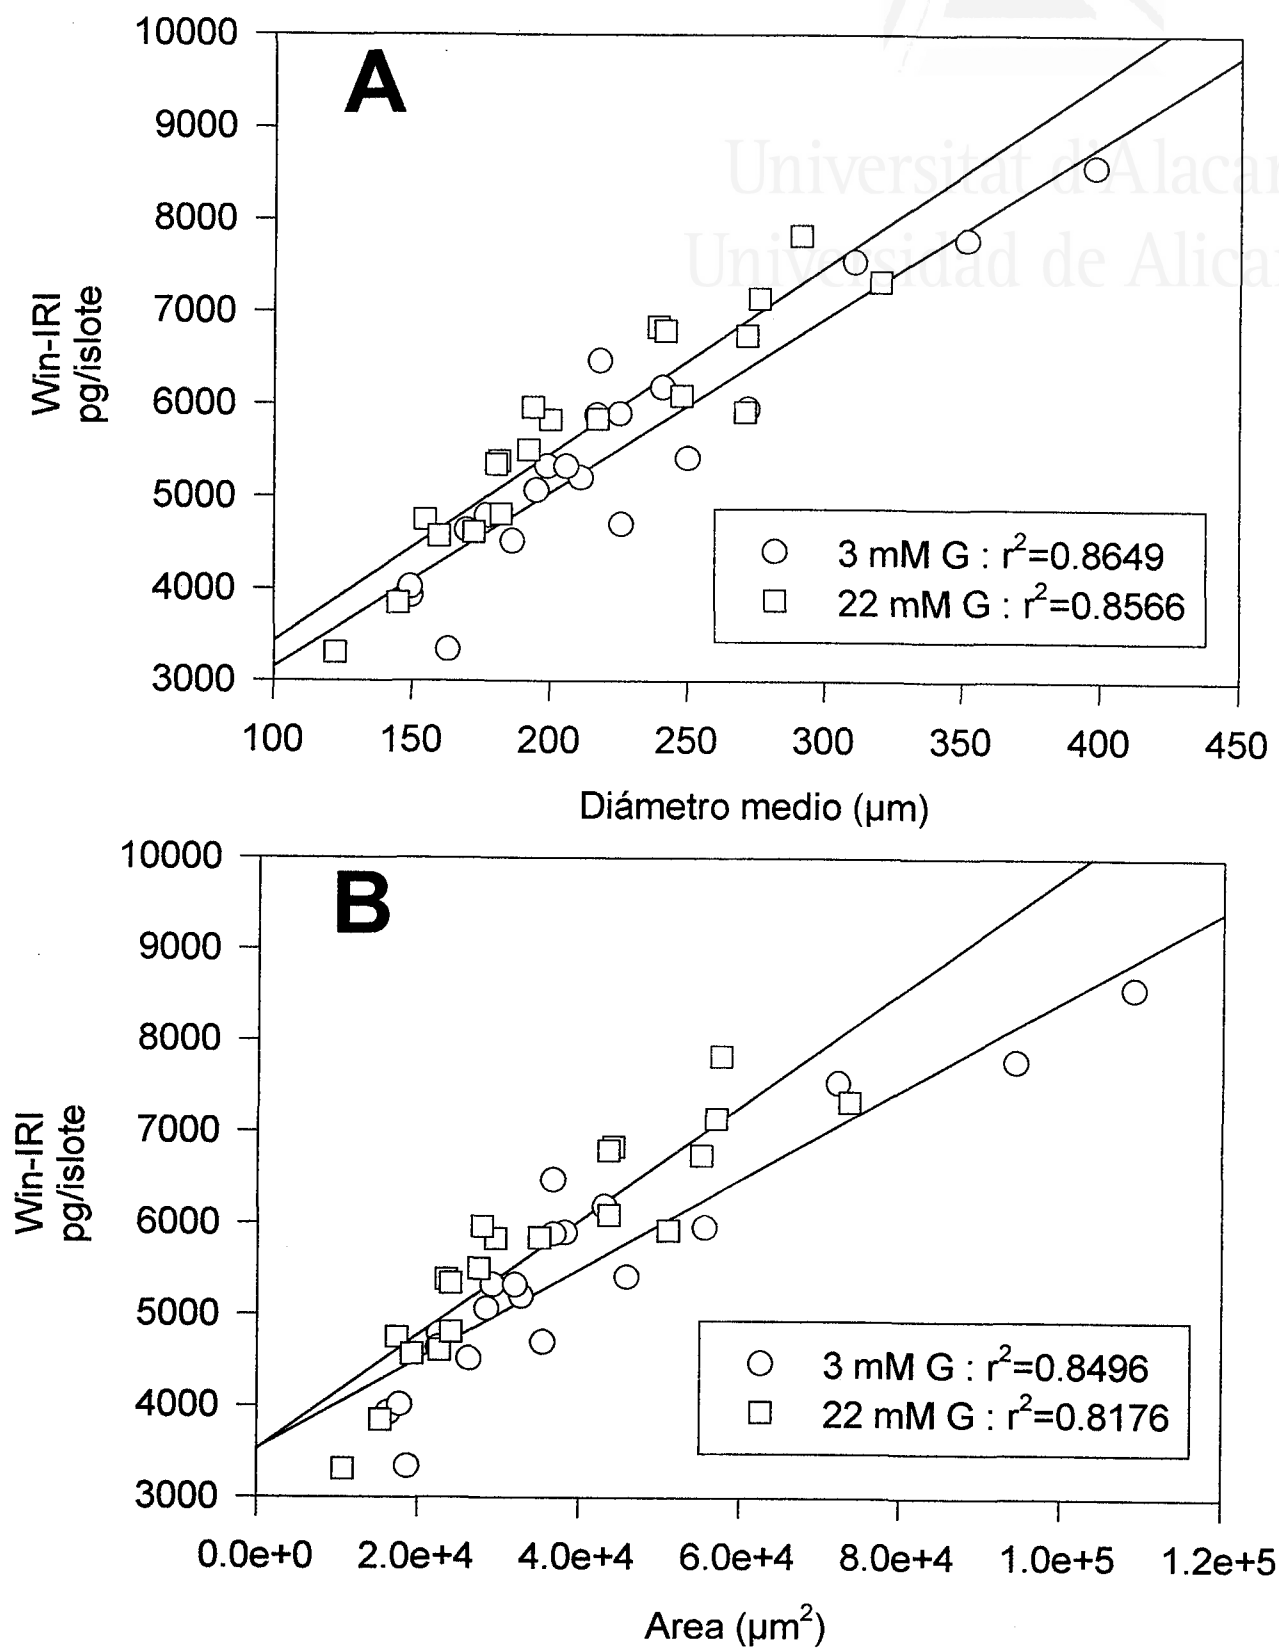 10000
A
9000
8000
7000
6000
5000
4000
3000
Win-IRI
pg/islote
Universitat d'Alacan
Universidad de Alican
3 mM G : r²=0.8649
22 mM G : r²=0.8566
100 150 200 250 300 350 400 450
Diámetro medio (µm)
10000
B
9000
8000
7000
6000
5000
4000
3000
Win-IRI
pg/islote
3 mM G : r²=0.8496
22 mM G : r²=0.8176
0.0e+0 2.0e+4 4.0e+4 6.0e+4 8.0e+4 1.0e+5 1.2e+5
Area (µm²)